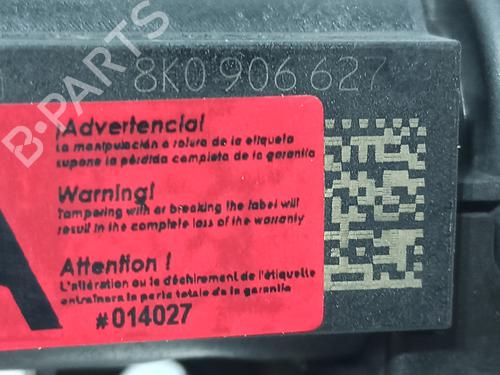 8K0 906 627
B-PARTS
¡Advertencia!
La manipulación o rotura de la etiqueta
supone la pérdida completa de la garantía
Warning!
Tampering with or breaking the label will
result in the complete loss of the warranty
Attention !
L'altération ou le déchirement de l'étiquette
entraînera la perte totale de la garantie
#014027